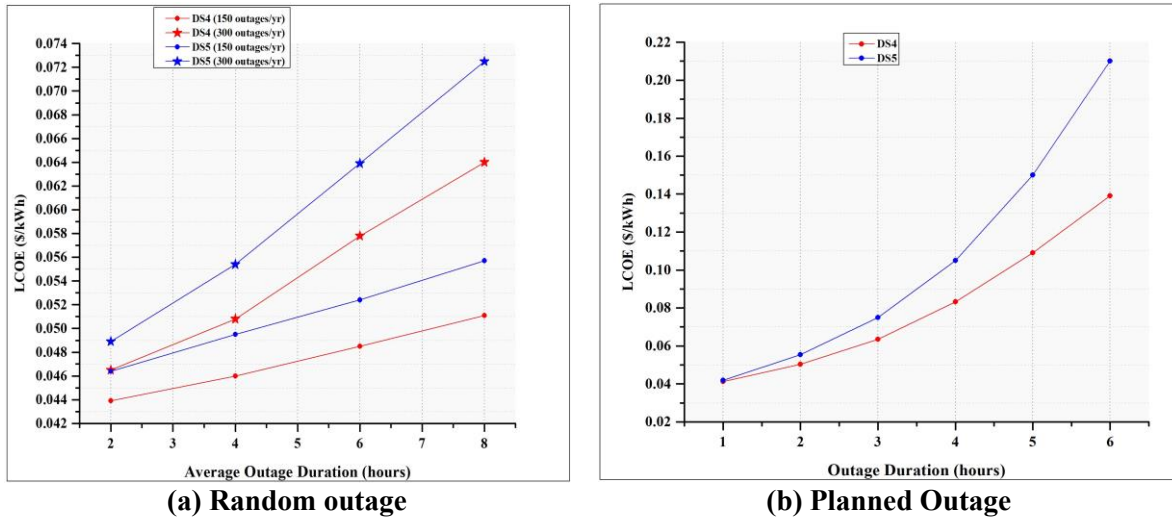 DS4 (150 outages/yr)
DS4 (300 outages/yr)
DS5 (150 outages/yr)
DS5 (300 outages/yr)
0.074
0.072
0.070
0.068
0.066
0.064
0.062
0.060
0.058
0.056
0.054
0.052
0.050
0.048
0.046
0.044
0.042
LCOE ($/kWh)
2 3 4 5 6 7 8
Average Outage Duration (hours)
(a) Random outage
DS4
DS5
0.22
0.20
0.18
0.16
0.14
0.12
0.10
0.08
0.06
0.04
0.02
LCOE ($/kWh)
1 2 3 4 5 6
Outage Duration (hours)
(b) Planned Outage